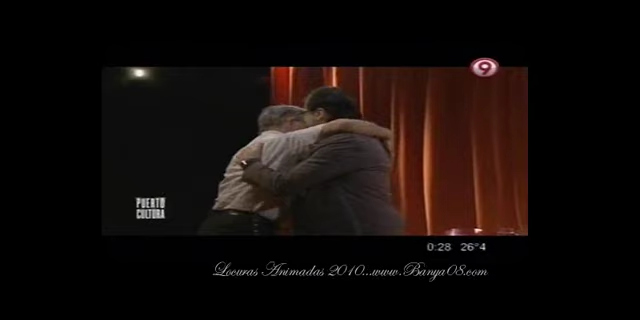 9
PUERTO
CULTURA
0:28 26°4
Locuras Animadas 2010...www.Banya08.com